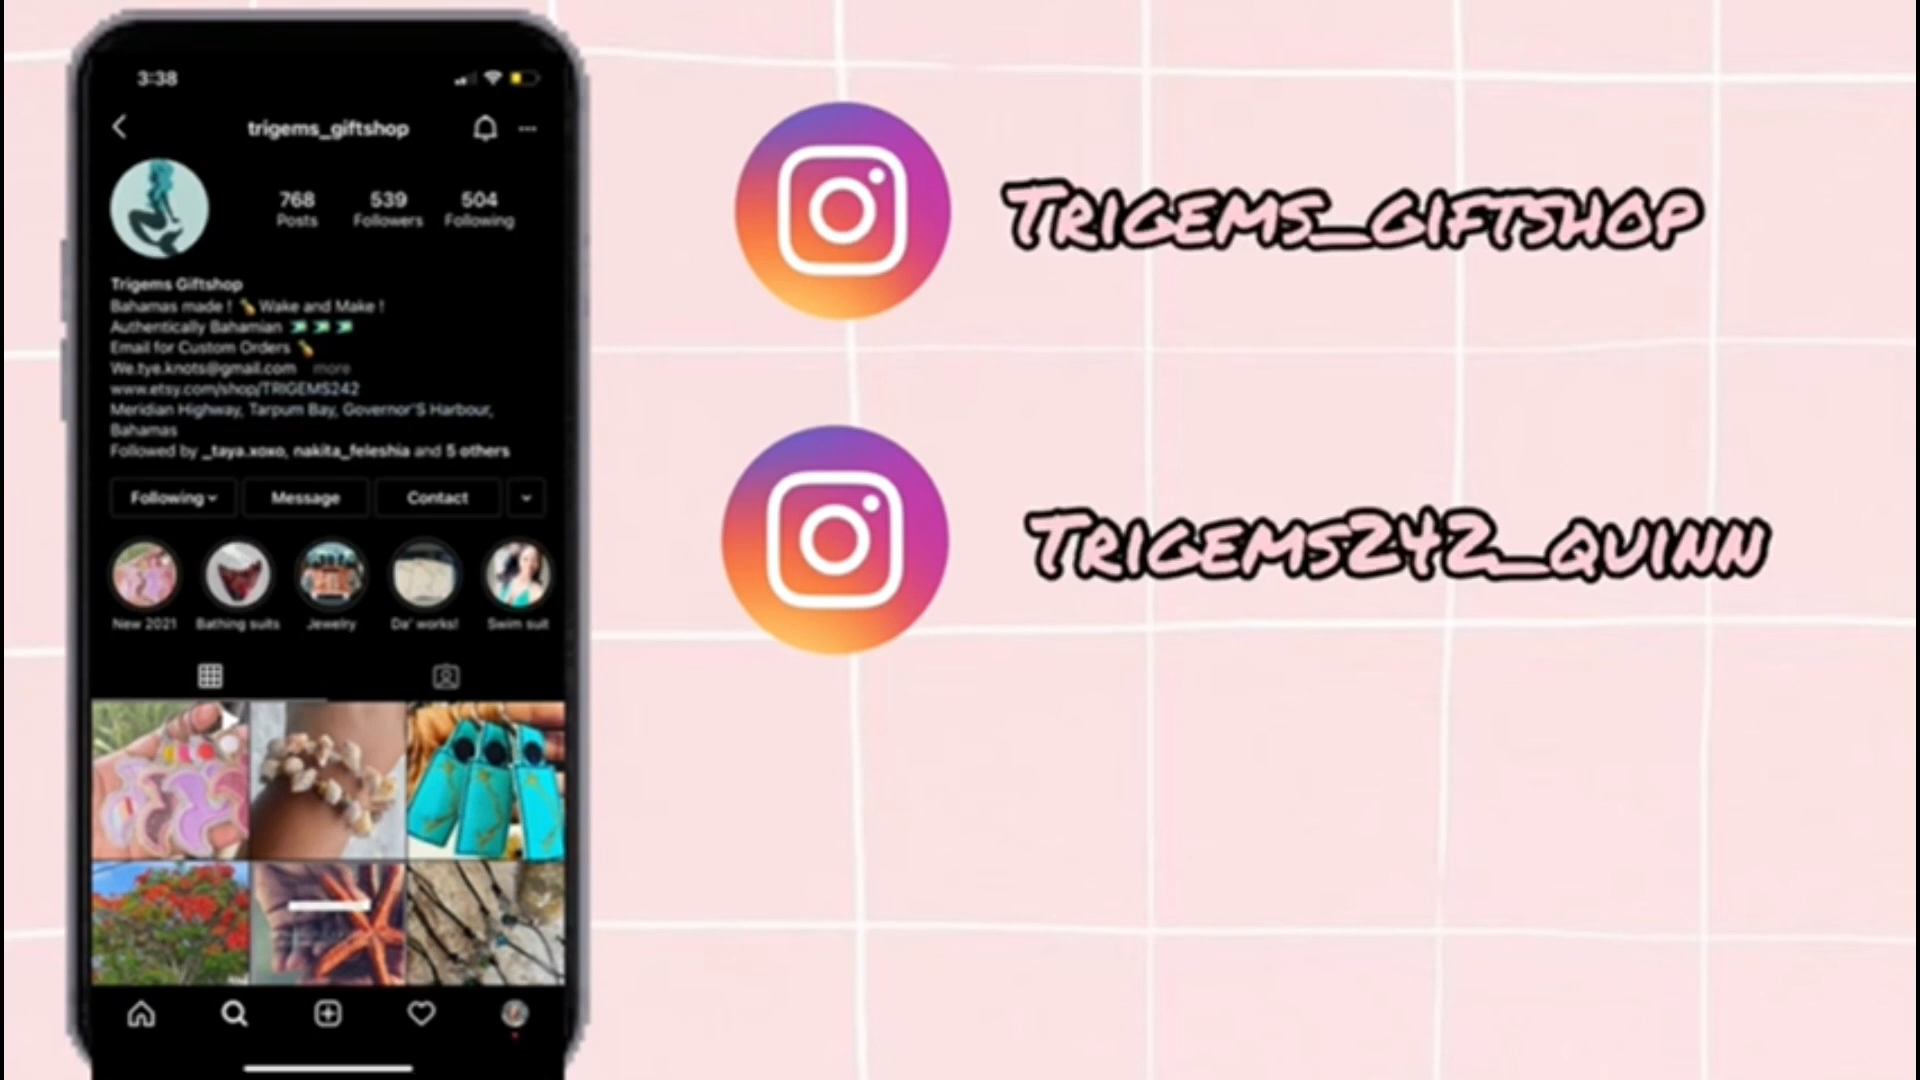 3:38
trigems_giftshop
768 539 504
Posts Followers Following
Trigems Giftshop
Bahamas made ! Wake and Make !
Authentically Bahamian
Email for Custom Orders
We.tye.knots@gmail.com more
www.etsy.com/shop/TRIGEMS242
Meridian Highway, Tarpum Bay, Governor'S Harbour,
Bahamas
Followed by _taya.xoxo, nakita_feleshia and 5 others
Following Message Contact
New 2021 Bathing suits Jewelry Da' works! Swim suit
Trigems_giftshop
Trigems242_quinn